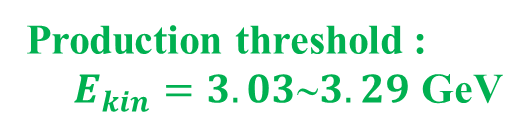 Production threshold :
E_kin = 3.03~3.29 GeV